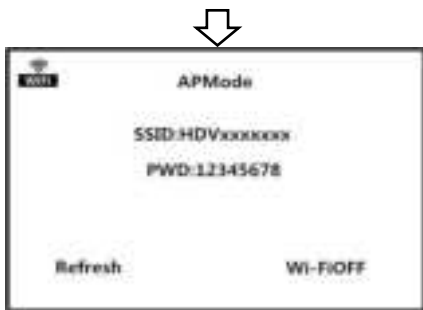 WIFI
APMode
SSID:HDVxxxxxxx
PWD:12345678
Refresh Wi-FiOFF